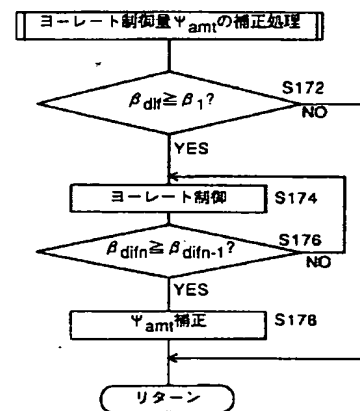 ヨーレート制御量Ψamtの補正処理
S172
βdif≧β1?
NO
YES
ヨーレート制御
S174
S176
βdifn≧βdifn-1?
NO
YES
Ψamt補正
S178
リターン